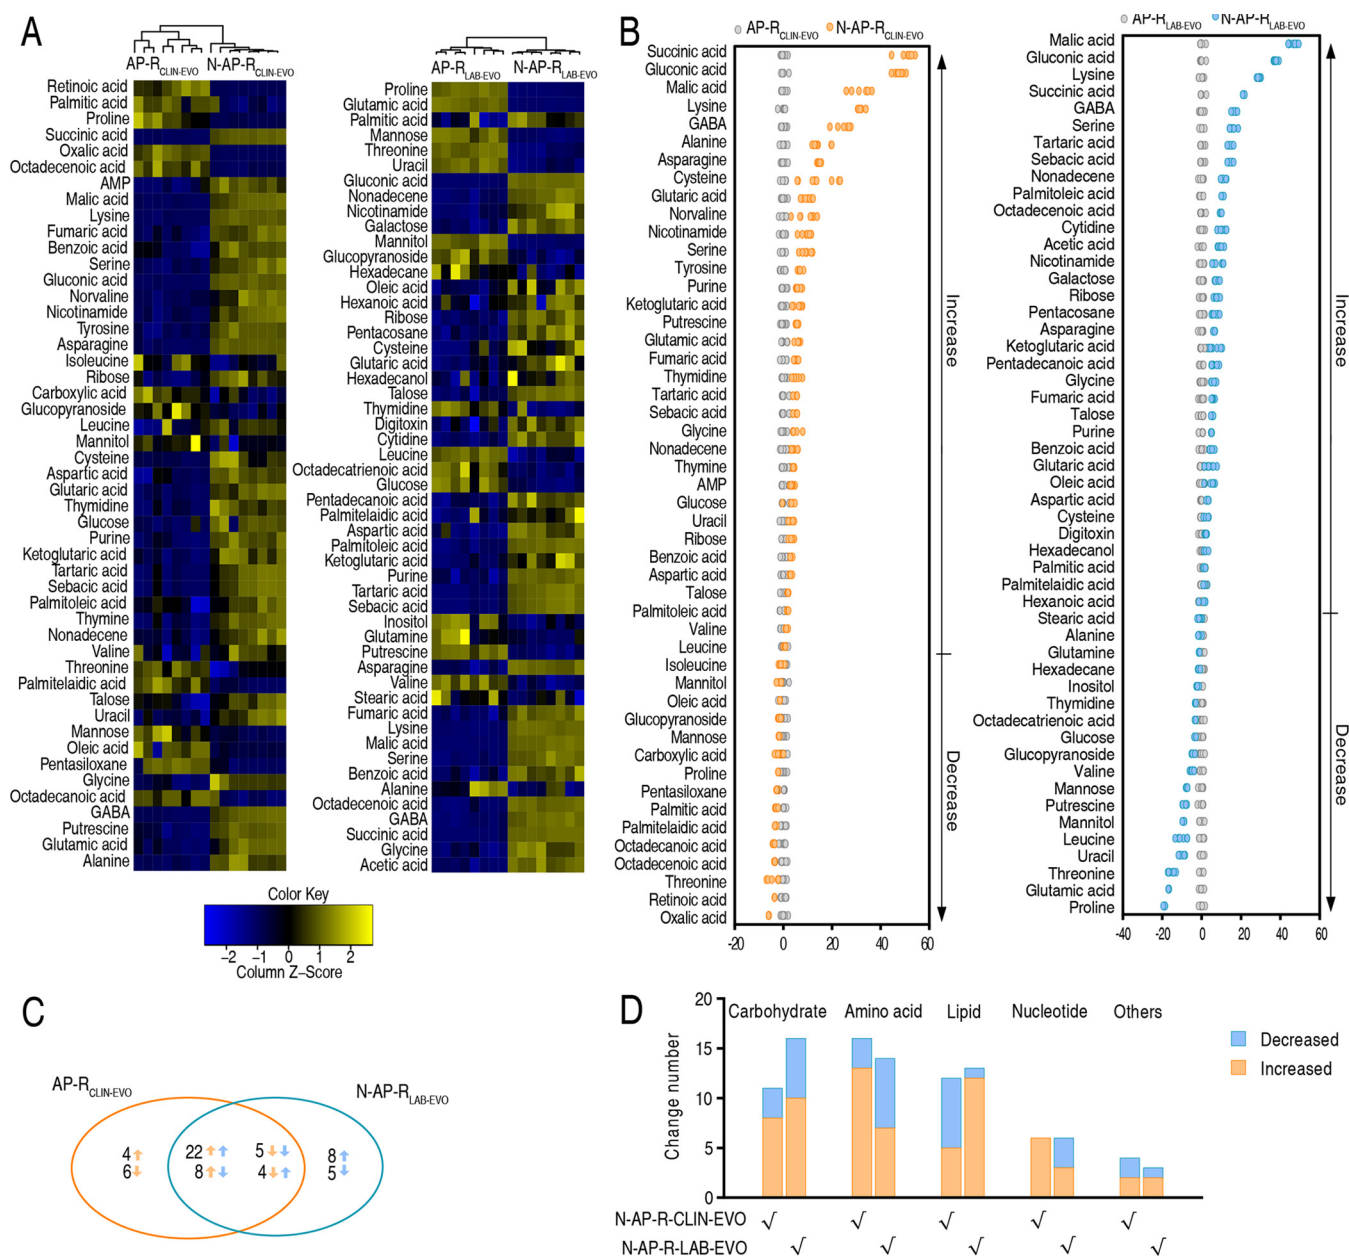 A
AP-RCLIN-EVO N-AP-RCLIN-EVO
Retinoic acid
Palmitic acid
Proline
Succinic acid
Oxalic acid
Octadecenoic acid
AMP
Malic acid
Lysine
Fumaric acid
Benzoic acid
Serine
Gluconic acid
Norvaline
Nicotinamide
Tyrosine
Asparagine
Isoleucine
Ribose
Carboxylic acid
Glucopyranoside
Leucine
Mannitol
Cysteine
Aspartic acid
Glutaric acid
Thymidine
Glucose
Purine
Ketoglutaric acid
Tartaric acid
Sebacic acid
Palmitoleic acid
Thymine
Nonadecene
Valine
Threonine
Palmitelaidic acid
Talose
Uracil
Mannose
Oleic acid
Pentasiloxane
Glycine
Octadecanoic acid
GABA
Putrescine
Glutamic acid
Alanine
AP-RLAB-EVO N-AP-RLAB-EVO
Proline
Glutamic acid
Palmitic acid
Mannose
Threonine
Uracil
Gluconic acid
Nonadecene
Nicotinamide
Galactose
Mannitol
Glucopyranoside
Hexadecane
Oleic acid
Hexanoic acid
Ribose
Pentacosane
Cysteine
Glutaric acid
Hexadecanol
Talose
Thymidine
Digitoxin
Cytidine
Leucine
Octadecatrienoic acid
Glucose
Pentadecanoic acid
Palmitelaidic acid
Aspartic acid
Palmitoleic acid
Ketoglutaric acid
Purine
Tartaric acid
Sebacic acid
Inositol
Glutamine
Putrescine
Asparagine
Valine
Stearic acid
Fumaric acid
Lysine
Malic acid
Serine
Benzoic acid
Alanine
Octadecenoic acid
GABA
Succinic acid
Glycine
Acetic acid
Color Key
−2 −1 0 1 2
Column Z−Score
B
AP-RCLIN-EVO N-AP-RCLIN-EVO
Succinic acid
Gluconic acid
Malic acid
Lysine
GABA
Alanine
Asparagine
Cysteine
Glutaric acid
Norvaline
Nicotinamide
Serine
Tyrosine
Purine
Ketoglutaric acid
Putrescine
Glutamic acid
Fumaric acid
Thymidine
Tartaric acid
Sebacic acid
Glycine
Nonadecene
Thymine
AMP
Glucose
Uracil
Ribose
Benzoic acid
Aspartic acid
Talose
Palmitoleic acid
Valine
Leucine
Isoleucine
Mannitol
Oleic acid
Glucopyranoside
Mannose
Carboxylic acid
Proline
Pentasiloxane
Palmitic acid
Palmitelaidic acid
Octadecanoic acid
Octadecenoic acid
Threonine
Retinoic acid
Oxalic acid
-20 0 20 40 60
Increase
Decrease
AP-RLAB-EVO N-AP-RLAB-EVO
Malic acid
Gluconic acid
Lysine
Succinic acid
GABA
Serine
Tartaric acid
Sebacic acid
Nonadecene
Palmitoleic acid
Octadecenoic acid
Cytidine
Acetic acid
Nicotinamide
Galactose
Ribose
Pentacosane
Asparagine
Ketoglutaric acid
Pentadecanoic acid
Glycine
Fumaric acid
Talose
Purine
Benzoic acid
Glutaric acid
Oleic acid
Aspartic acid
Cysteine
Digitoxin
Hexadecanol
Palmitic acid
Palmitelaidic acid
Hexanoic acid
Stearic acid
Alanine
Glutamine
Hexadecane
Inositol
Thymidine
Octadecatrienoic acid
Glucose
Glucopyranoside
Valine
Mannose
Putrescine
Mannitol
Leucine
Uracil
Threonine
Glutamic acid
Proline
-40 -20 0 20 40 60
Increase
Decrease
C
AP-RCLIN-EVO
N-AP-RLAB-EVO
4↑ 22↑↑ 5↓↓ 8↑
6↓ 8↑↓ 4↓↑ 5↓
D
Change number
20
15
10
5
0
Carbohydrate Amino acid Lipid Nucleotide Others
Decreased
Increased
N-AP-R-CLIN-EVO √ √ √ √ √
N-AP-R-LAB-EVO √ √ √ √ √